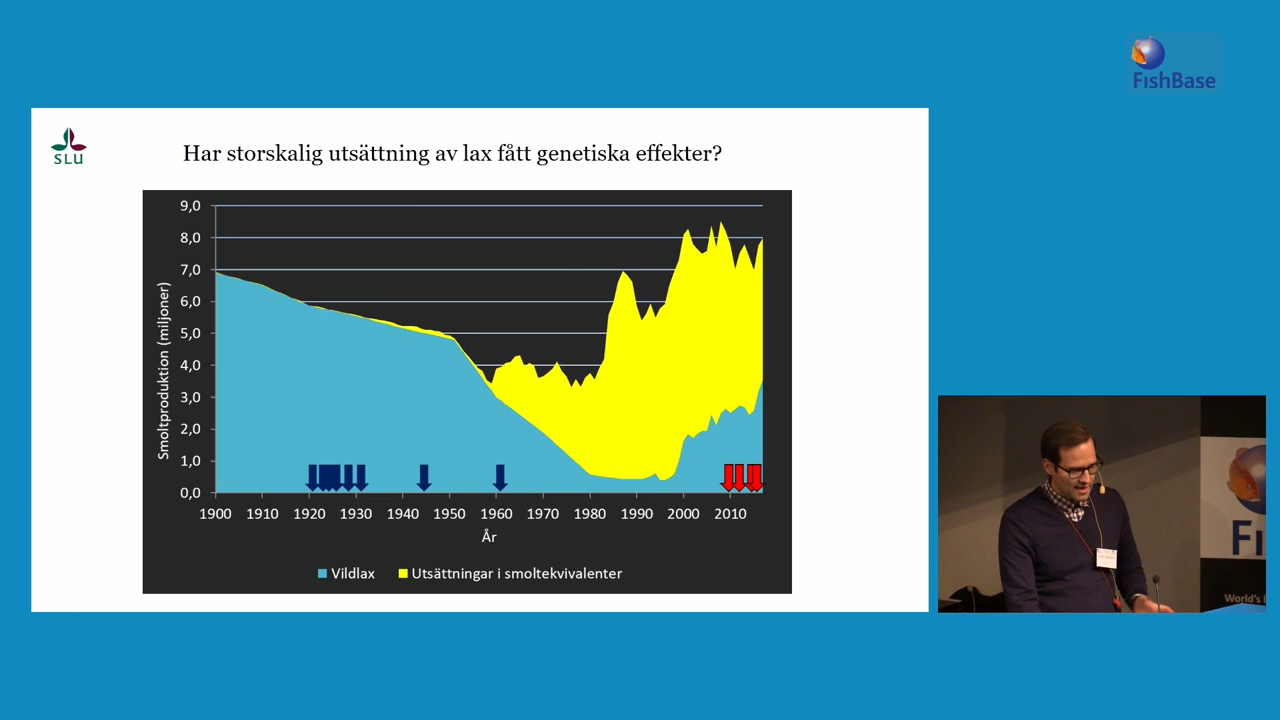 FishBase
SLU
Har storskalig utsättning av lax fått genetiska effekter?
Smoltproduktion (miljoner)
9,0
8,0
7,0
6,0
5,0
4,0
3,0
2,0
1,0
0,0
1900 1910 1920 1930 1940 1950 1960 1970 1980 1990 2000 2010
År
Vildlax Utsättningar i smoltekvivalenter
Fi
World's